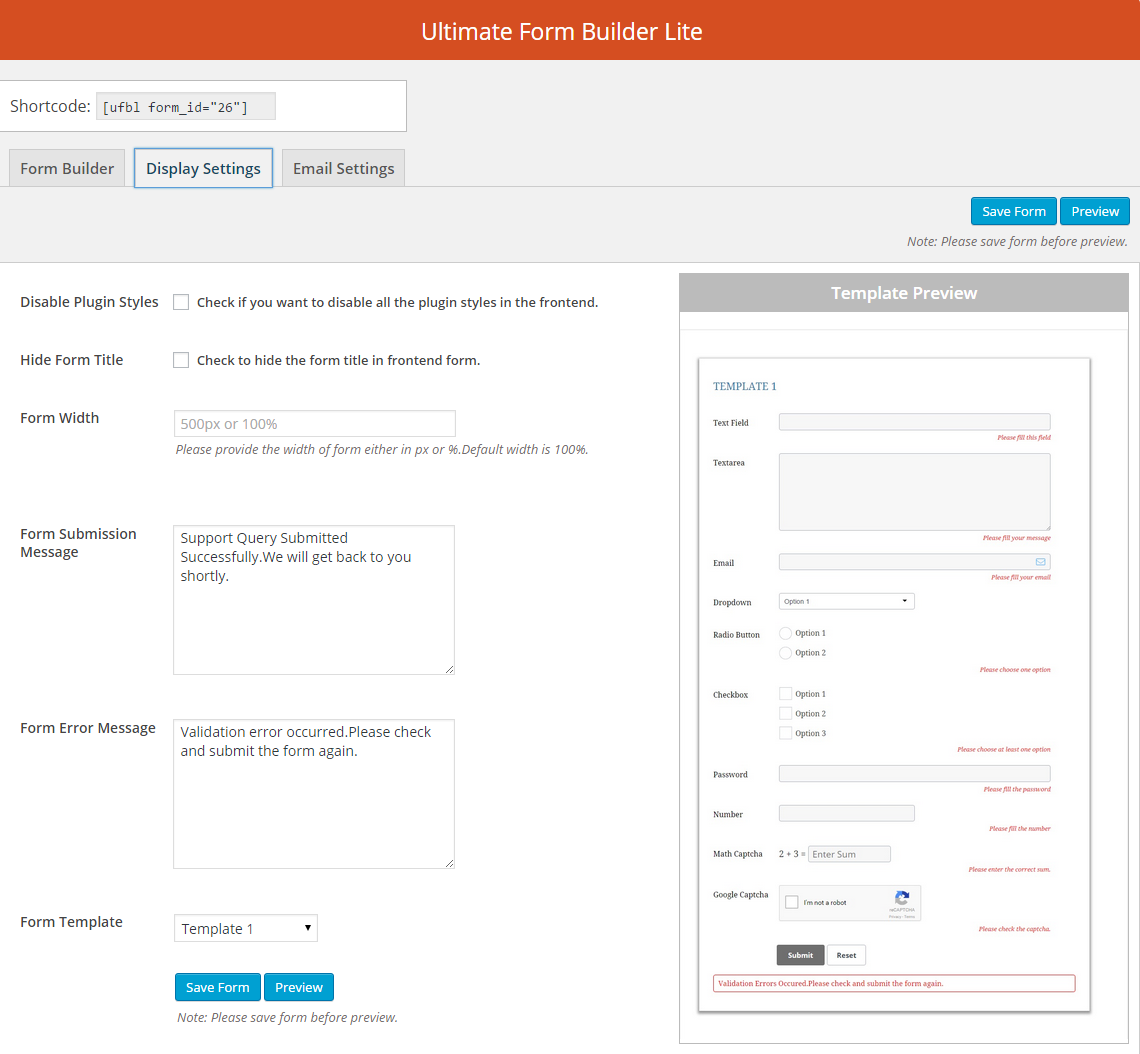 Ultimate Form Builder Lite
Shortcode: [ufbl form_id="26"]
Form Builder
Display Settings
Email Settings
Save Form
Preview
Note: Please save form before preview.
Disable Plugin Styles
Check if you want to disable all the plugin styles in the frontend.
Hide Form Title
Check to hide the form title in frontend form.
Form Width
500px or 100%
Please provide the width of form either in px or %.Default width is 100%.
Form Submission
Message
Support Query Submitted
Successfully.We will get back to you
shortly.
Form Error Message
Validation error occurred.Please check
and submit the form again.
Form Template
Template 1
Save Form
Preview
Note: Please save form before preview.
Template Preview
TEMPLATE 1
Text Field
Please fill this field
Textarea
Please fill your message
Email
Please fill your email
Dropdown
Option 1
Radio Button
Option 1
Option 2
Please choose one option
Checkbox
Option 1
Option 2
Option 3
Please choose at least one option
Password
Please fill the password
Number
Please fill the number
Math Captcha
2 + 3 =
Enter Sum
Please enter the correct sum.
Google Captcha
I'm not a robot
reCAPTCHA
Privacy - Terms
Please check the captcha.
Submit
Reset
Validation Errors Occured.Please check and submit the form again.